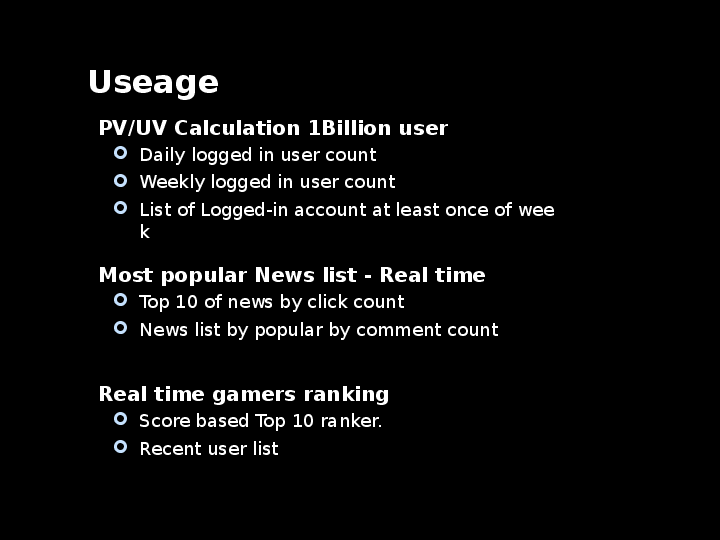 Useage
PV/UV Calculation 1Billion user
Daily logged in user count
Weekly logged in user count
List of Logged-in account at least once of wee
k
Most popular News list - Real time
Top 10 of news by click count
News list by popular by comment count
Real time gamers ranking
Score based Top 10 ranker.
Recent user list